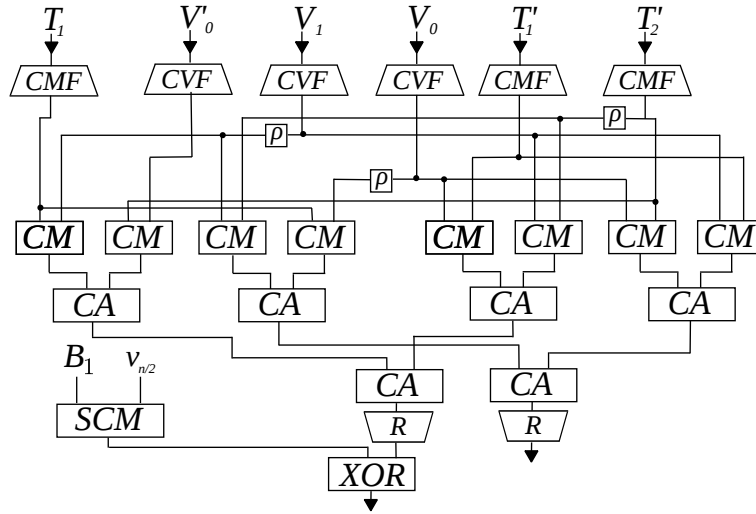 T₁ V'₀ V₁ V₀ T'₁ T'₂
CMF CVF CVF CVF CMF CMF
ρ ρ
ρ
CM CM CM CM CM CM CM CM
CA CA CA CA
B₁ v_{n/2} CA CA
SCM R R
XOR